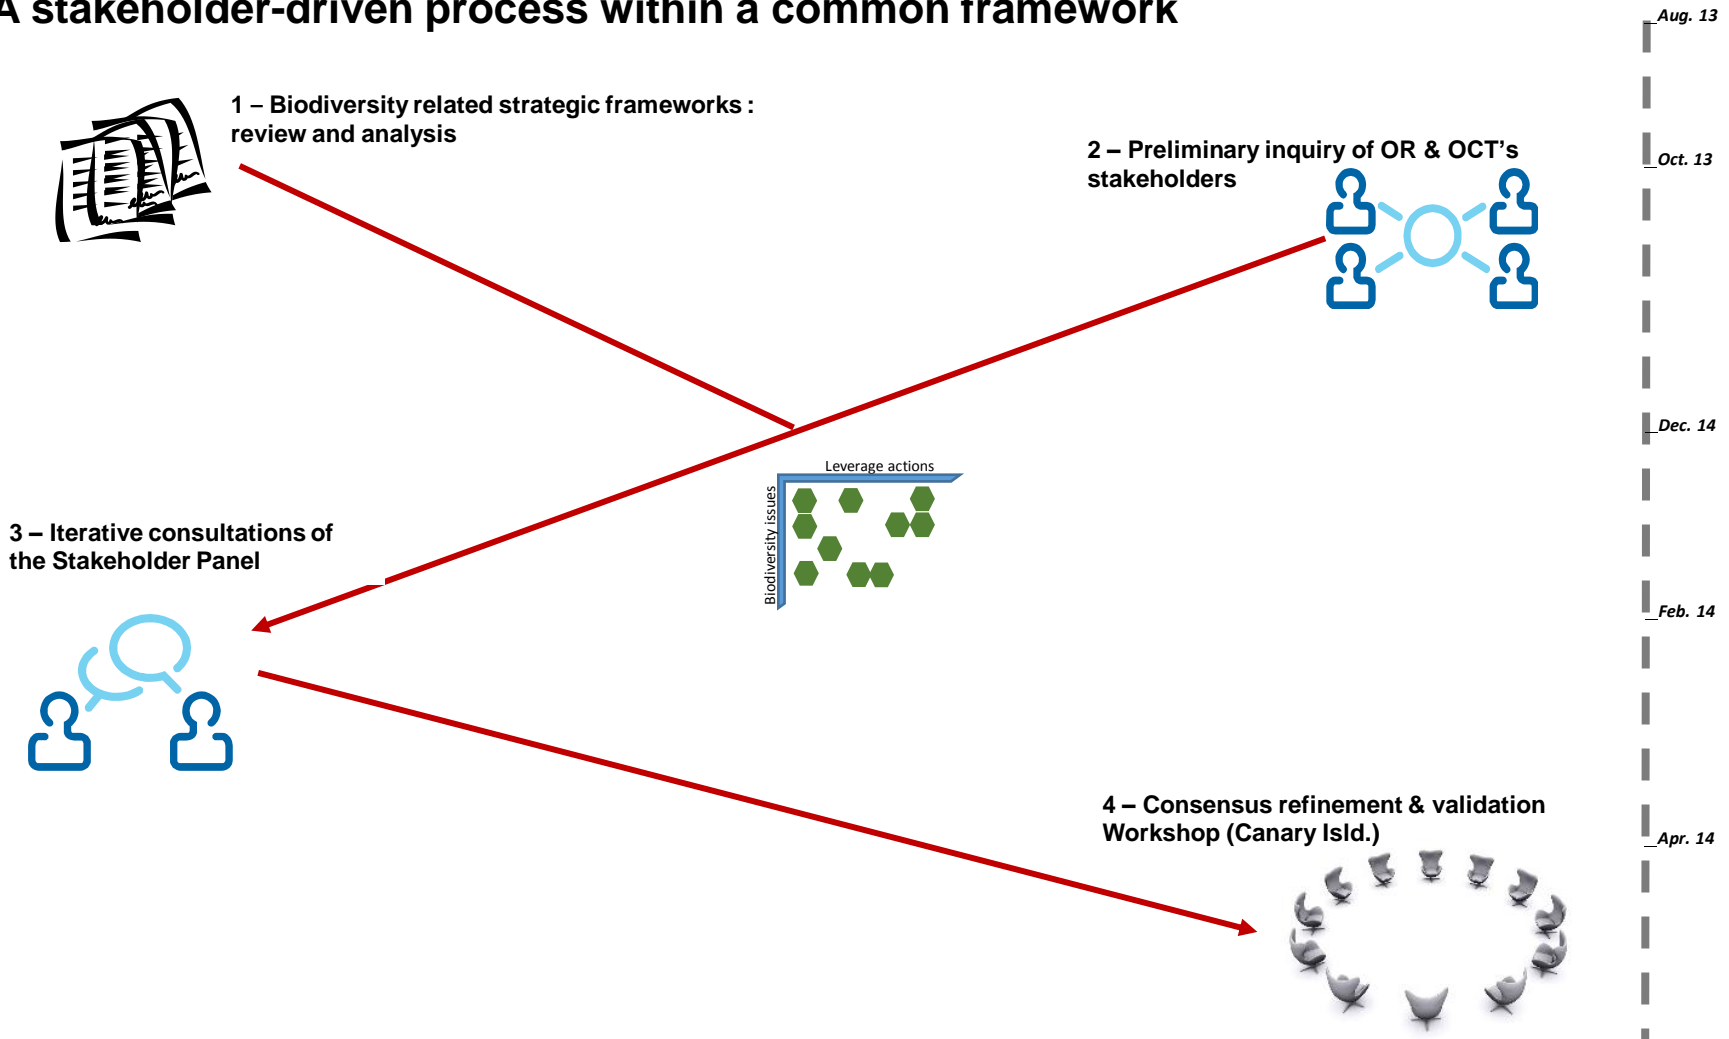 A stakeholder-driven process within a common framework
Aug. 13
1 – Biodiversity related strategic frameworks :
review and analysis
2 – Preliminary inquiry of OR & OCT’s
stakeholders
Oct. 13
Dec. 14
Leverage actions
Biodiversity issues
3 – Iterative consultations of
the Stakeholder Panel
Feb. 14
4 – Consensus refinement & validation
Workshop (Canary Isld.)
Apr. 14